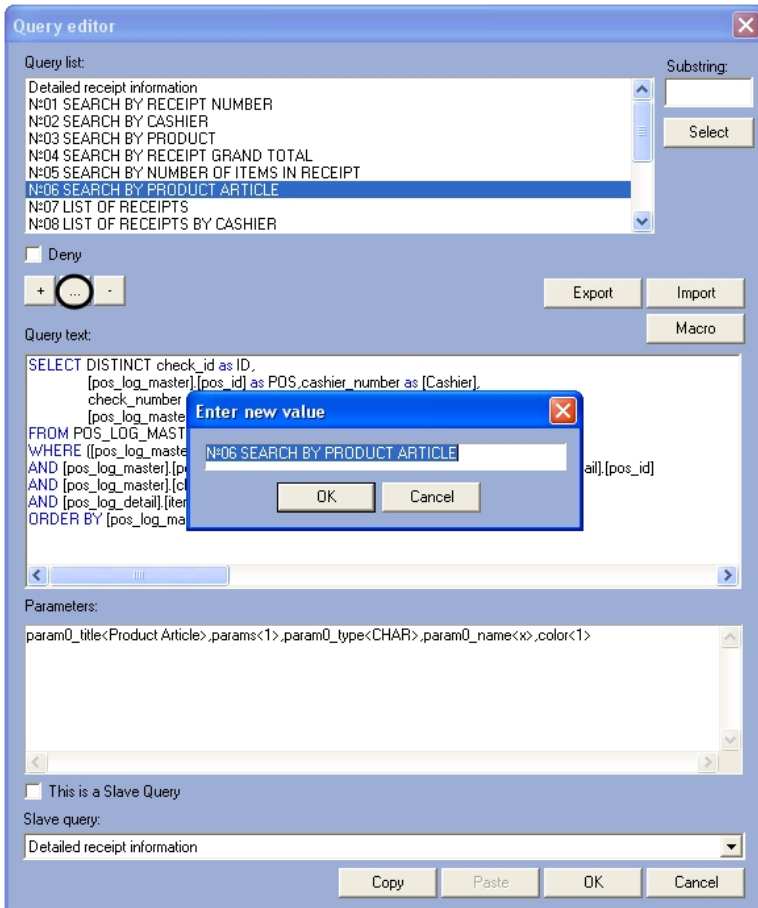 Query editor
Query list:
Substring:
Detailed receipt information
№01 SEARCH BY RECEIPT NUMBER
№02 SEARCH BY CASHIER
№03 SEARCH BY PRODUCT
Select
№04 SEARCH BY RECEIPT GRAND TOTAL
№05 SEARCH BY NUMBER OF ITEMS IN RECEIPT
№06 SEARCH BY PRODUCT ARTICLE
№07 LIST OF RECEIPTS
№08 LIST OF RECEIPTS BY CASHIER
Deny
+ ... - Export Import
Macro
Query text:
SELECT DISTINCT check_id as ID,
[pos_log_master].[pos_id] as POS,cashier_number as [Cashier],
check_number
[pos_log_maste
FROM POS_LOG_MAST
WHERE ([pos_log_maste
AND [pos_log_master].[p ail].[pos_id]
AND [pos_log_master].[cl
AND [pos_log_detail].[iter
ORDER BY [pos_log_ma
Enter new value
№06 SEARCH BY PRODUCT ARTICLE
OK Cancel
Parameters:
param0_title<Product Article>,params<1>,param0_type<CHAR>,param0_name<x>,color<1>
This is a Slave Query
Slave query:
Detailed receipt information
Copy Paste OK Cancel